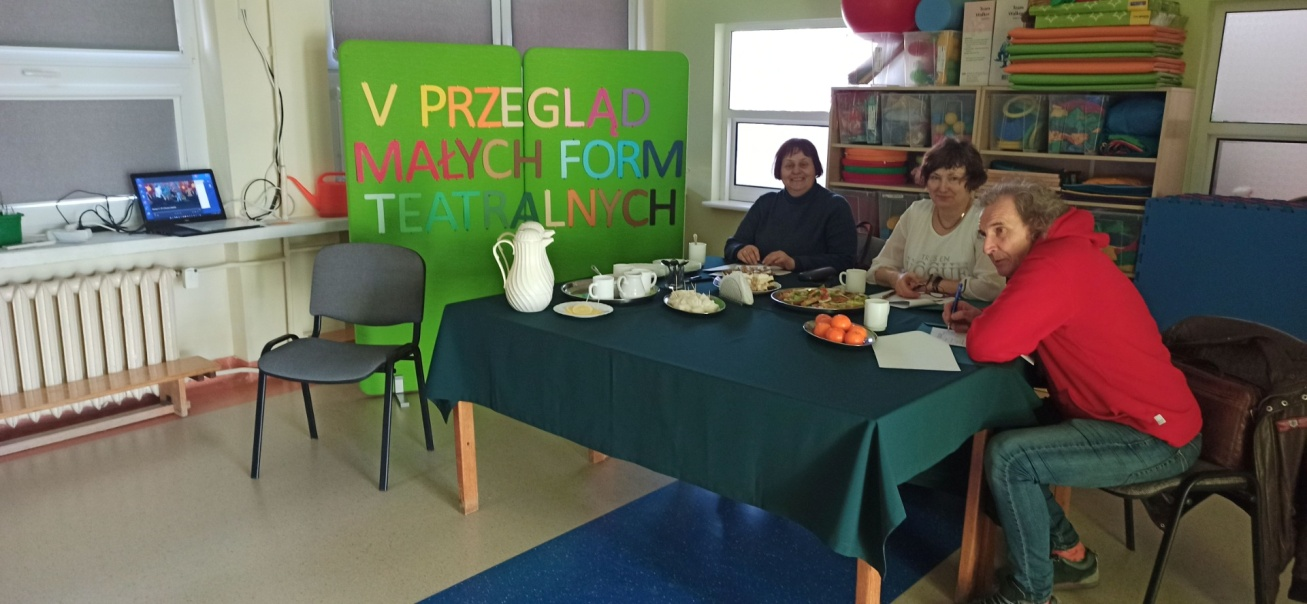 V PRZEGLĄD
MAŁYCH FORM
TEATRALNYCH